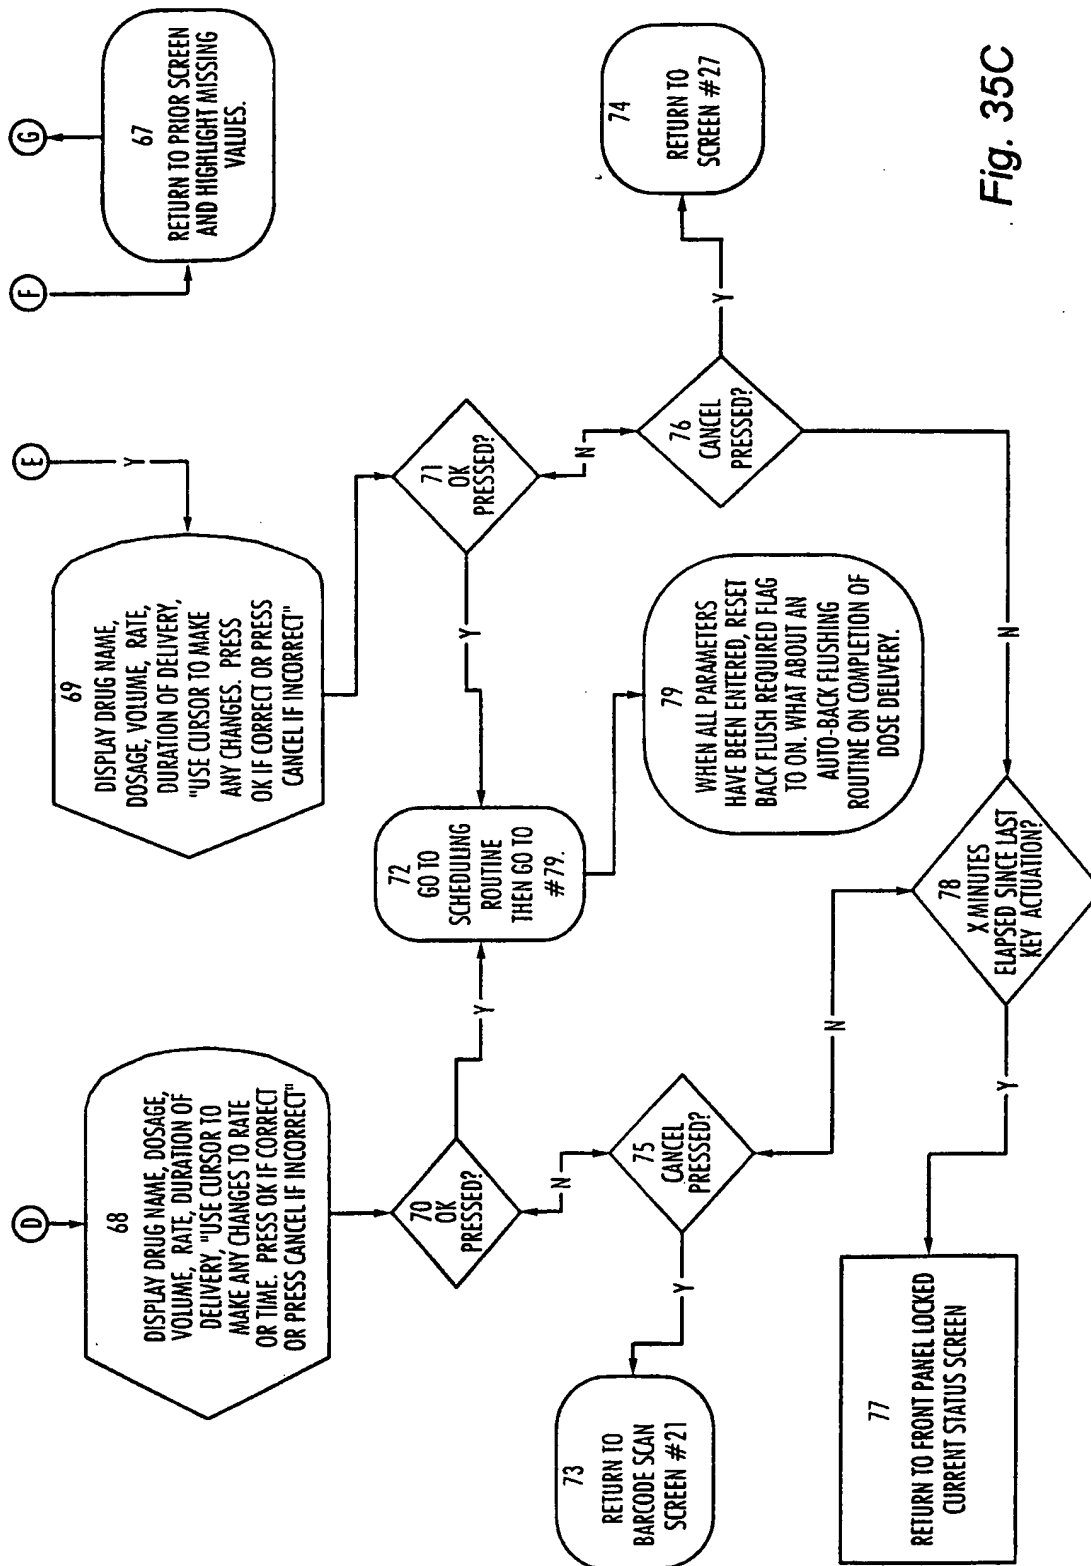 D
68
DISPLAY DRUG NAME, DOSAGE,
VOLUME, RATE, DURATION OF
DELIVERY, "USE CURSOR TO
MAKE ANY CHANGES TO RATE
OR TIME. PRESS OK IF CORRECT
OR PRESS CANCEL IF INCORRECT"
E
Y
69
DISPLAY DRUG NAME,
DOSAGE, VOLUME, RATE,
DURATION OF DELIVERY,
"USE CURSOR TO MAKE
ANY CHANGES. PRESS
OK IF CORRECT OR PRESS
CANCEL IF INCORRECT"
F
G
67
RETURN TO PRIOR SCREEN
AND HIGHLIGHT MISSING
VALUES.
70
OK
PRESSED?
Y
N
72
GO TO
SCHEDULING
ROUTINE
THEN GO TO
#79.
71
OK
PRESSED?
Y
N
73
RETURN TO
BARCODE SCAN
SCREEN #21
Y
75
CANCEL
PRESSED?
N
79
WHEN ALL PARAMETERS
HAVE BEEN ENTERED, RESET
BACK FLUSH REQUIRED FLAG
TO ON. WHAT ABOUT AN
AUTO-BACK FLUSHING
ROUTINE ON COMPLETION OF
DOSE DELIVERY.
76
CANCEL
PRESSED?
Y
N
74
RETURN TO
SCREEN #27
77
RETURN TO FRONT PANEL LOCKED
CURRENT STATUS SCREEN
Y
78
X MINUTES
ELAPSED SINCE LAST
KEY ACTUATION?
Fig. 35C